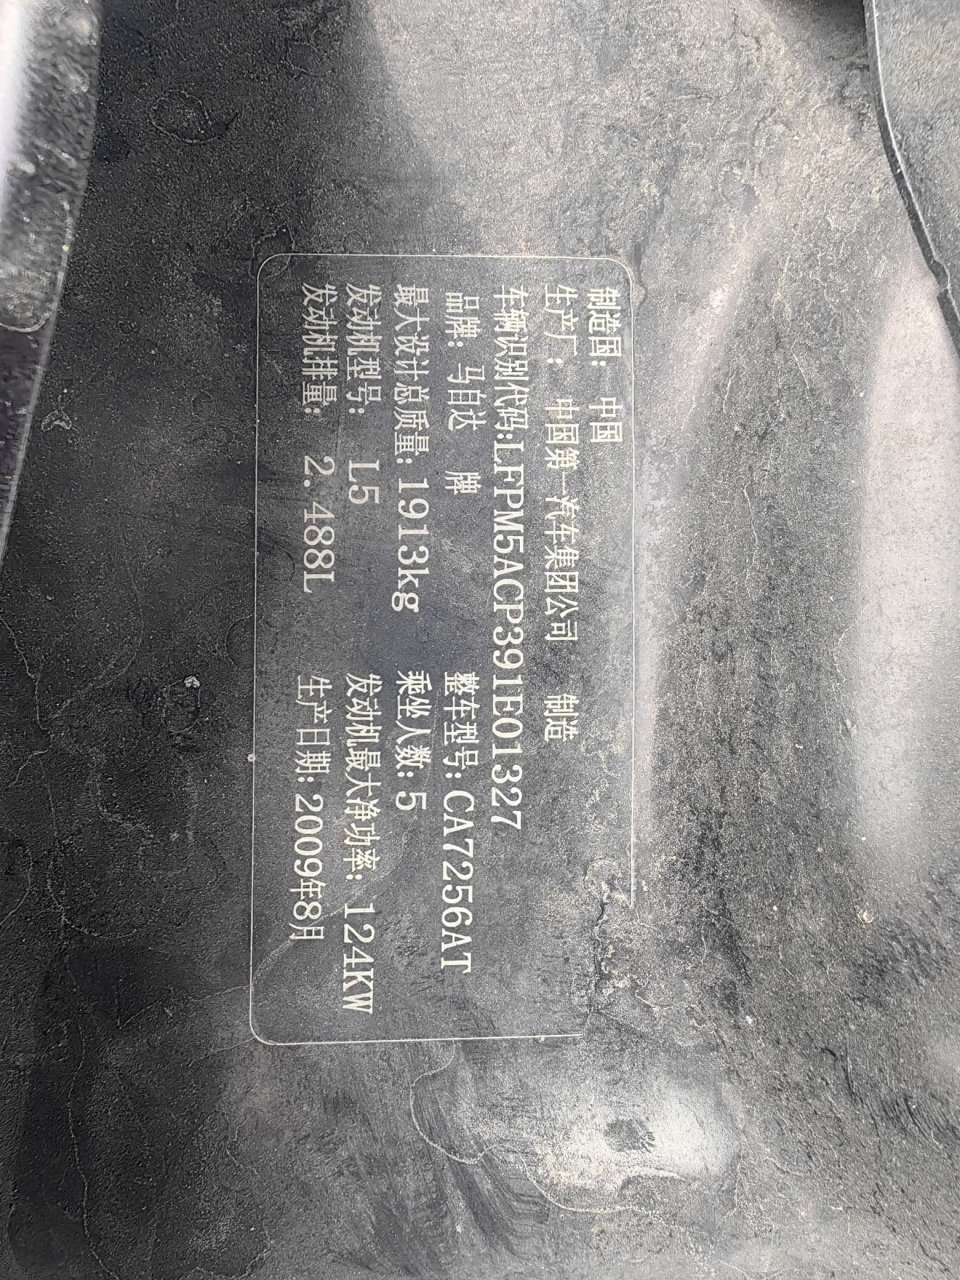 制造国: 中国
生产厂: 中国第一汽车集团公司 制造
车辆识别代码:LFPM5ACP391E01327
品牌: 马自达 牌 整车型号: CA7256AT
最大设计总质量: 1913kg 乘坐人数: 5
发动机型号: L5 发动机最大净功率: 124KW
发动机排量: 2.488L 生产日期: 2009年8月